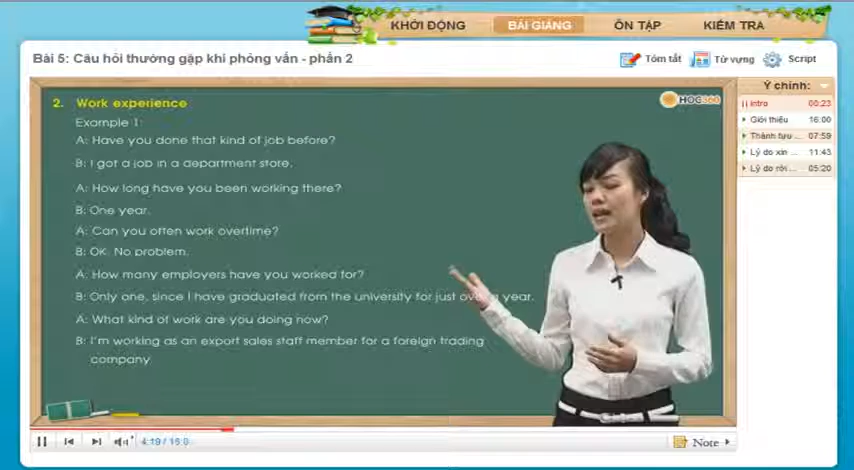 KHỞI ĐỘNG
BÀI GIẢNG
ÔN TẬP
KIỂM TRA
Bài 5: Câu hỏi thường gặp khi phỏng vấn - phần 2
Tóm tắt
Từ vựng
Script
Ý chính:
Intro 00:23
Giới thiệu 16:00
Thành tựu ... 07:59
Lý do xin ... 11:43
Lý do rời ... 05:20
HOC360
2. Work experience
Example 1:
A: Have you done that kind of job before?
B: I got a job in a department store.
A: How long have you been working there?
B: One year.
A: Can you often work overtime?
B: OK. No problem.
A: How many employers have you worked for?
B: Only one, since I have graduated from the university for just over a year.
A: What kind of work are you doing now?
B: I'm working as an export sales staff member for a foreign trading
company.
4:19 / 16:0..
Note